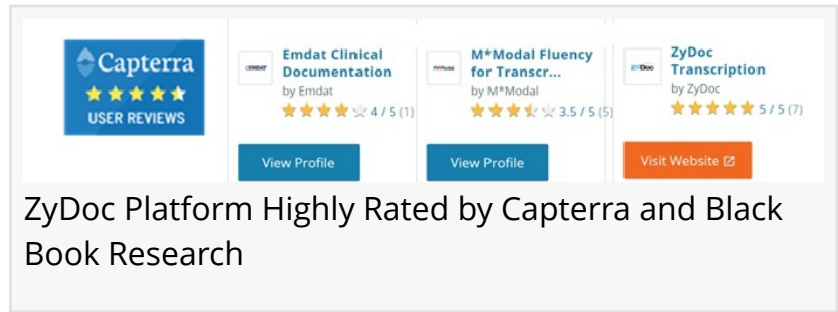 Capterra
USER REVIEWS
EMDAT
Emdat Clinical
Documentation
by Emdat
4 / 5 (1)
View Profile
M*Modal Fluency
for Transcr...
by M*Modal
3.5 / 5 (5)
View Profile
ZyDoc
ZyDoc
Transcription
by ZyDoc
5 / 5 (7)
Visit Website
ZyDoc Platform Highly Rated by Capterra and Black
Book Research